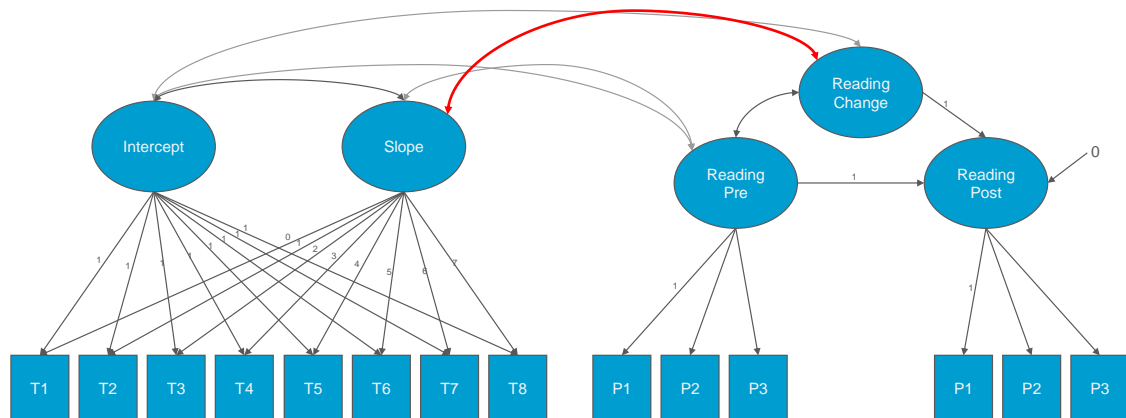 Reading
Change
1
Intercept
Slope
0
Reading
Pre
1
Reading
Post
1 1 1 1 1 1 1 1
0 1 2 3 4 5 6 7
1
1
T1 T2 T3 T4 T5 T6 T7 T8 P1 P2 P3 P1 P2 P3